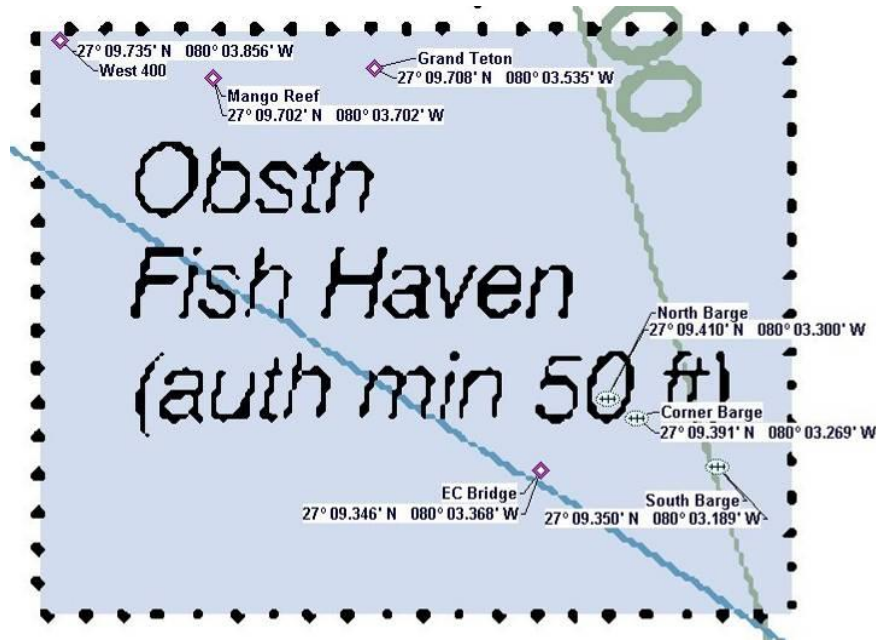 27° 09.735' N 080° 03.856' W
West 400
Grand Teton
27° 09.708' N 080° 03.535' W
Mango Reef
27° 09.702' N 080° 03.702' W
Obstn
Fish Haven
(auth min 50 ft)
North Barge
27° 09.410' N 080° 03.300' W
Corner Barge
27° 09.391' N 080° 03.269' W
EC Bridge
27° 09.346' N 080° 03.368' W
South Barge
27° 09.350' N 080° 03.189' W